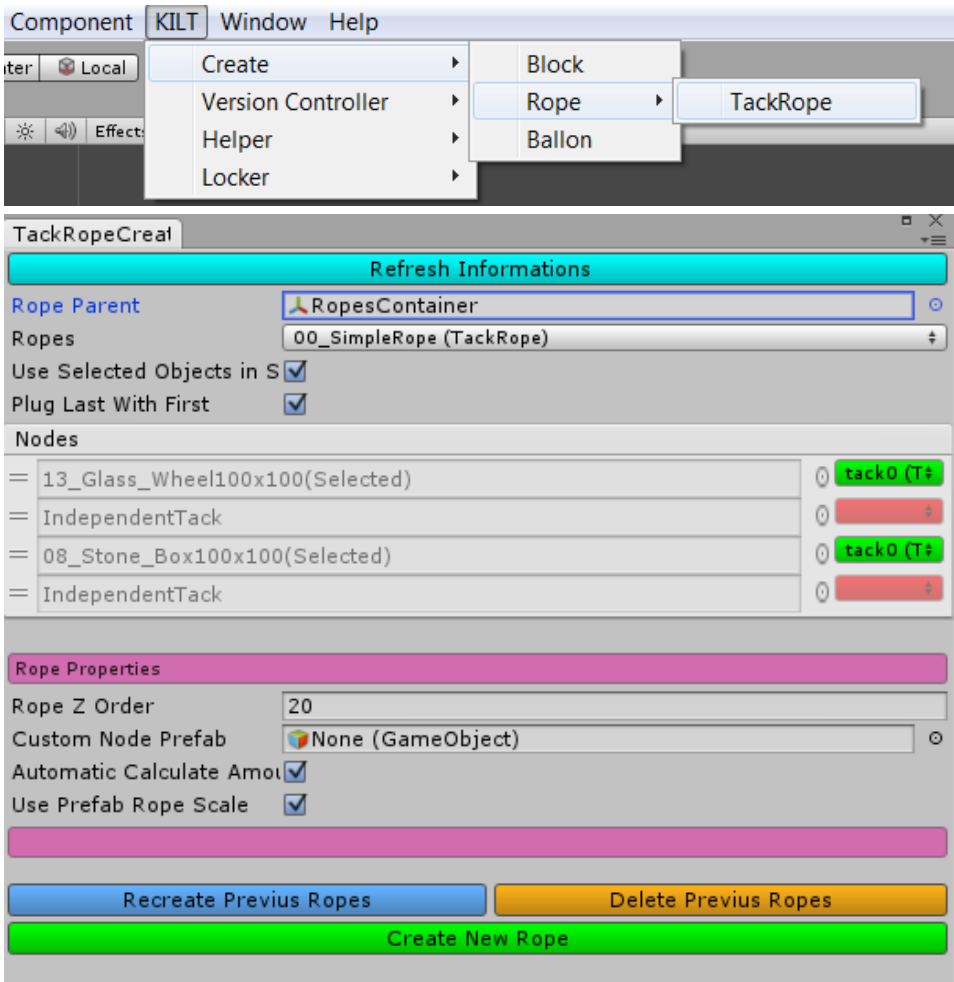 Component KILT Window Help
ter Local Create Block
Version Controller Rope TackRope
Effect Helper Ballon
Locker
TackRopeCreat
Refresh Informations
Rope Parent RopesContainer
Ropes 00_SimpleRope (TackRope)
Use Selected Objects in S
Plug Last With First
Nodes
13_Glass_Wheel100x100(Selected) tack0 (T
IndependentTack
08_Stone_Box100x100(Selected) tack0 (T
IndependentTack
Rope Properties
Rope Z Order 20
Custom Node Prefab None (GameObject)
Automatic Calculate Amou
Use Prefab Rope Scale
Recreate Previus Ropes Delete Previus Ropes
Create New Rope